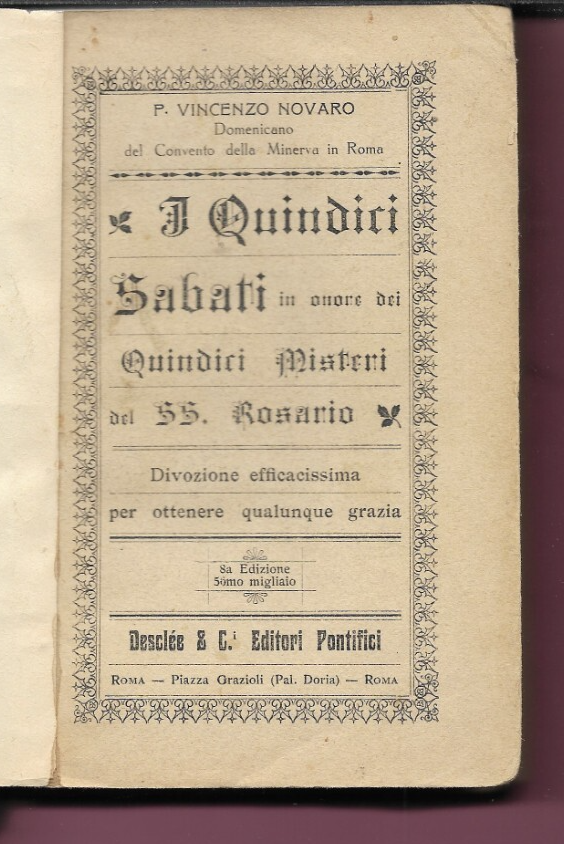 P. VINCENZO NOVARO
Domenicano
del Convento della Minerva in Roma
I Quindici
Sabati in onore dei
Quindici Misteri
del SS. Rosario
Divozione efficacissima
per ottenere qualunque grazia
8a Edizione
migliaio
Desclée & C.i Editori Pontifici
ROMA — Piazza Grazioli (Pal. Doria) — ROMA